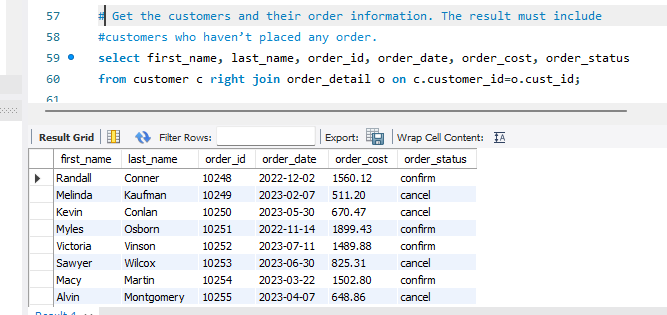 57 # Get the customers and their order information. The result must include
58 #customers who haven't placed any order.
59 select first_name, last_name, order_id, order_date, order_cost, order_status
60 from customer c right join order_detail o on c.customer_id=o.cust_id;
61
Result Grid Filter Rows: Export: Wrap Cell Content:
first_name last_name order_id order_date order_cost order_status
Randall Conner 10248 2022-12-02 1560.12 confirm
Melinda Kaufman 10249 2023-02-07 511.20 cancel
Kevin Conlan 10250 2023-05-30 670.47 cancel
Myles Osborn 10251 2022-11-14 1899.43 confirm
Victoria Vinson 10252 2023-07-11 1489.88 confirm
Sawyer Wilcox 10253 2023-06-30 825.31 cancel
Macy Martin 10254 2023-03-22 1502.80 confirm
Alvin Montgomery 10255 2023-04-07 648.86 cancel